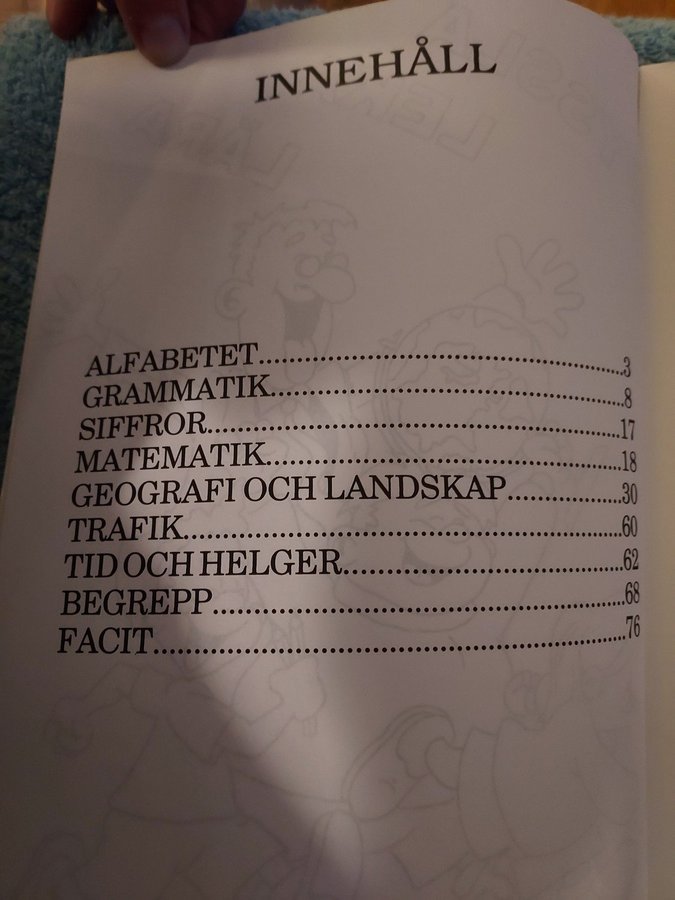 INNEHÅLL
ALFABETET..................................................3
GRAMMATIK................................................8
SIFFROR.........................................................17
MATEMATIK.................................................18
GEOGRAFI OCH LANDSKAP................30
TRAFIK...........................................................60
TID OCH HELGER......................................62
BEGREPP.......................................................68
FACIT..............................................................76